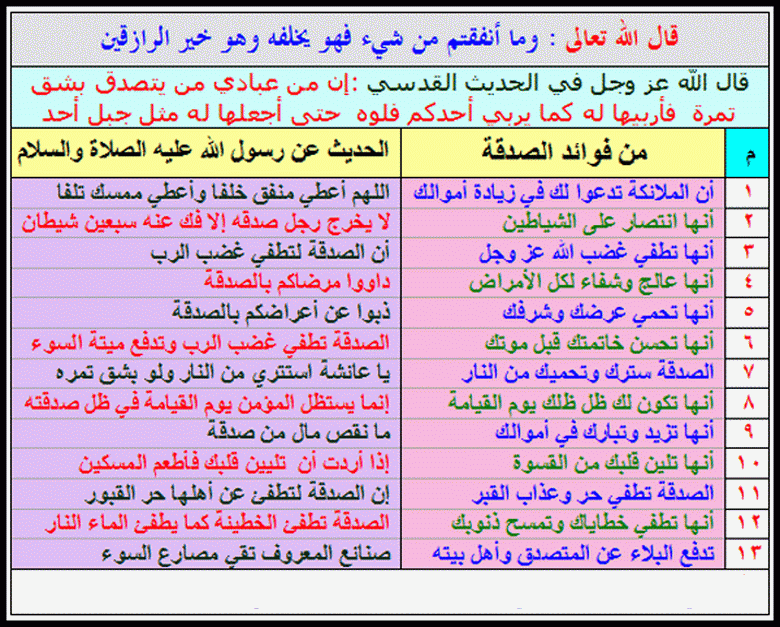 قال الله تعالى : وما أنفقتم من شيء فهو يخلفه وهو خير الرازقين
قال الله عز وجل في الحديث القدسي :إن من عبادي من يتصدق بشق
تمرة فأربيها له كما يربي أحدكم فلوه حتى أجعلها له مثل جبل أحد
م من فوائد الصدقة الحديث عن رسول الله عليه الصلاة والسلام
١ أن الملائكة تدعوا لك في زيادة أموالك اللهم أعطي منفق خلفا وأعطي ممسك تلفا
٢ أنها انتصار على الشياطين لا يخرج رجل صدقه إلا فك عنه سبعين شيطان
٣ أنها تطفي غضب الله عز وجل أن الصدقة لتطفي غضب الرب
٤ أنها عالج وشفاء لكل الأمراض داووا مرضاكم بالصدقة
٥ أنها تحمي عرضك وشرفك ذبوا عن أعراضكم بالصدقة
٦ أنها تحسن خاتمتك قبل موتك الصدقة تطفي غضب الرب وتدفع ميتة السوء
٧ الصدقة سترك وتحميك من النار يا عائشة استتري من النار ولو بشق تمره
٨ أنها تكون لك ظل ظلك يوم القيامة إنما يستظل المؤمن يوم القيامة في ظل صدقته
٩ أنها تزيد وتبارك في أموالك ما نقص مال من صدقة
١٠ أنها تلين قلبك من القسوة إذا أردت أن تليين قلبك فأطعم المسكين
١١ الصدقة تطفي حر وعذاب القبر إن الصدقة لتطفئ عن أهلها حر القبور
١٢ أنها تطفي خطاياك وتمسح ذنوبك الصدقة تطفئ الخطيئة كما يطفئ الماء النار
١٣ تدفع البلاء عن المتصدق وأهل بيته صنائع المعروف تقي مصارع السوء